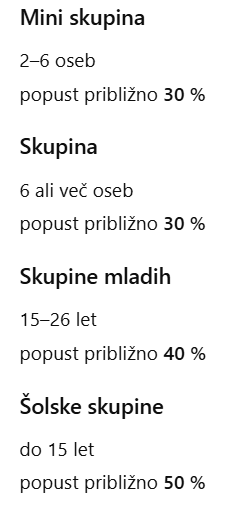 Mini skupina
2–6 oseb
popust približno 30 %
Skupina
6 ali več oseb
popust približno 30 %
Skupine mladih
15–26 let
popust približno 40 %
Šolske skupine
do 15 let
popust približno 50 %